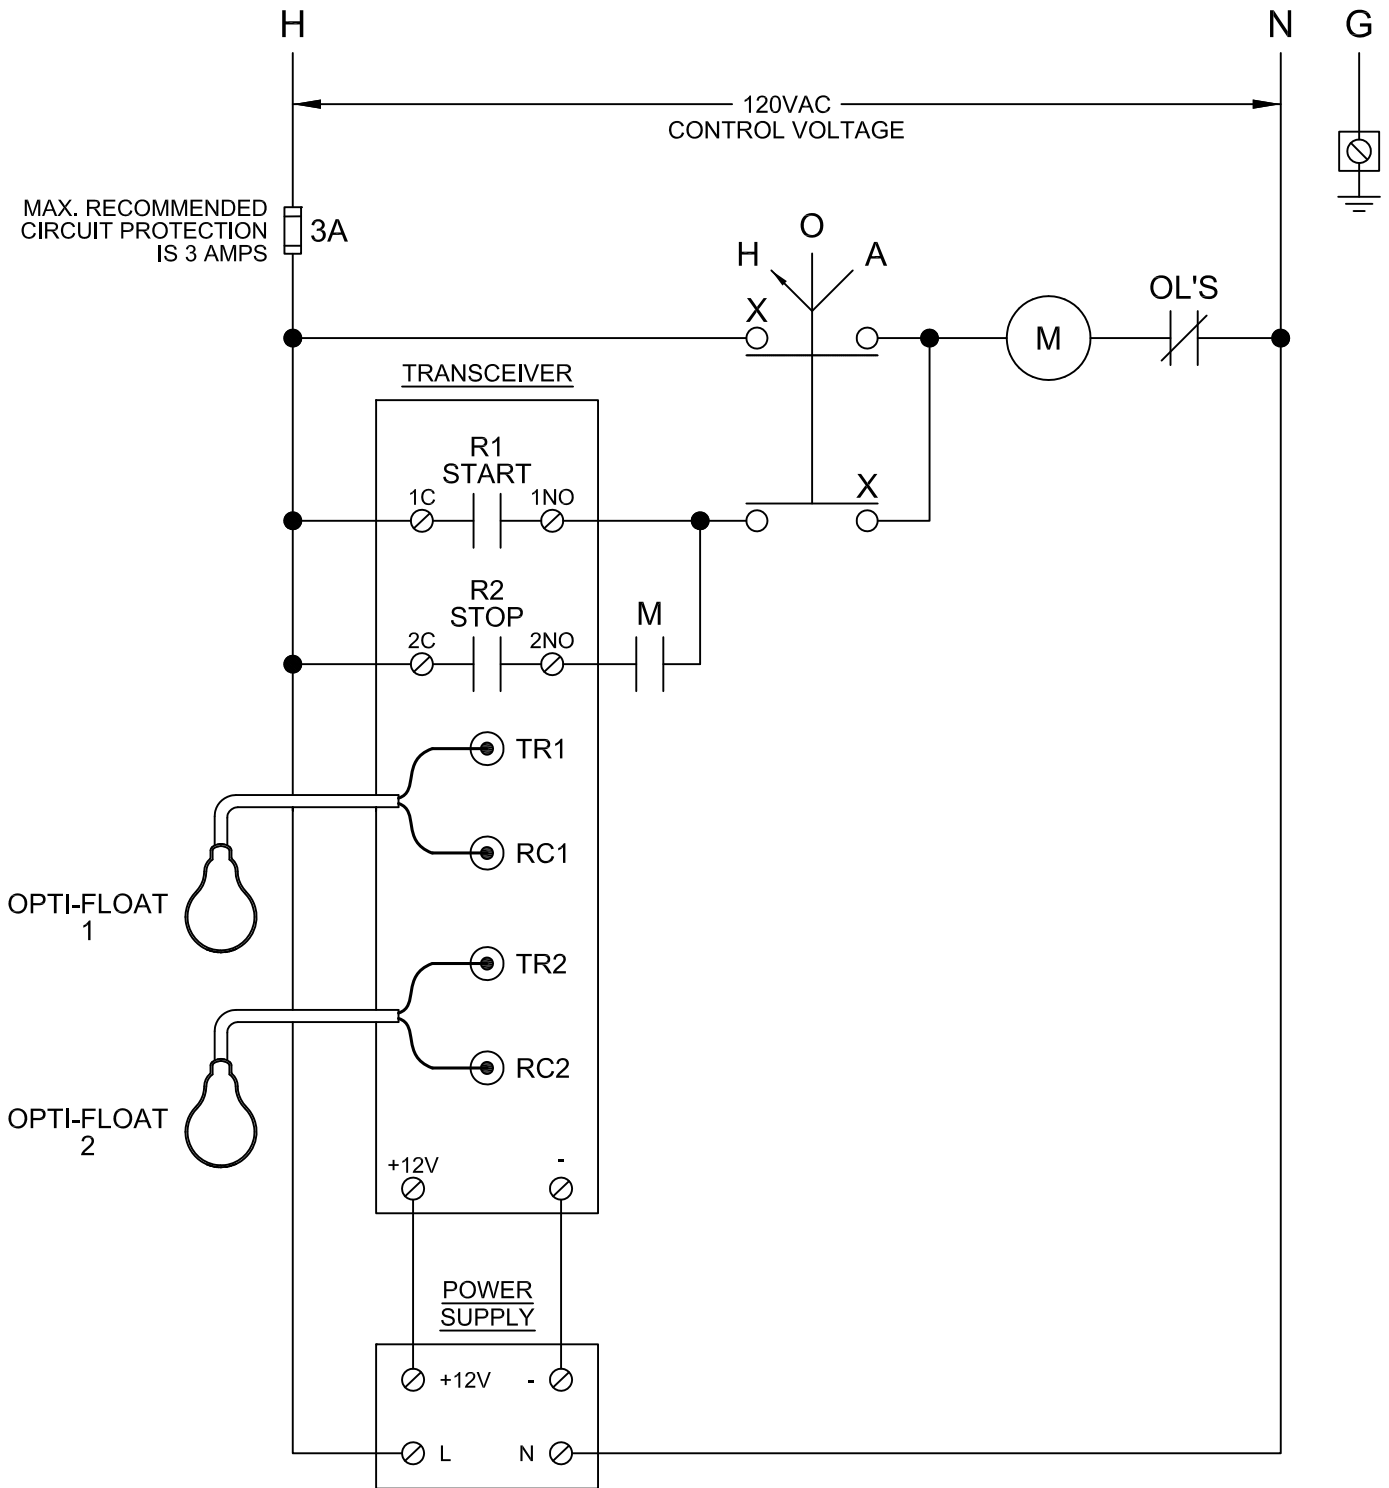 H
N
G
120VAC
CONTROL VOLTAGE
MAX. RECOMMENDED
CIRCUIT PROTECTION
IS 3 AMPS
3A
O
H
A
X
OL'S
M
TRANSCEIVER
R1
START
1C
1NO
X
R2
STOP
2C
2NO
M
TR1
RC1
OPTI-FLOAT
1
TR2
RC2
OPTI-FLOAT
2
+12V
-
POWER
SUPPLY
+12V
-
L
N